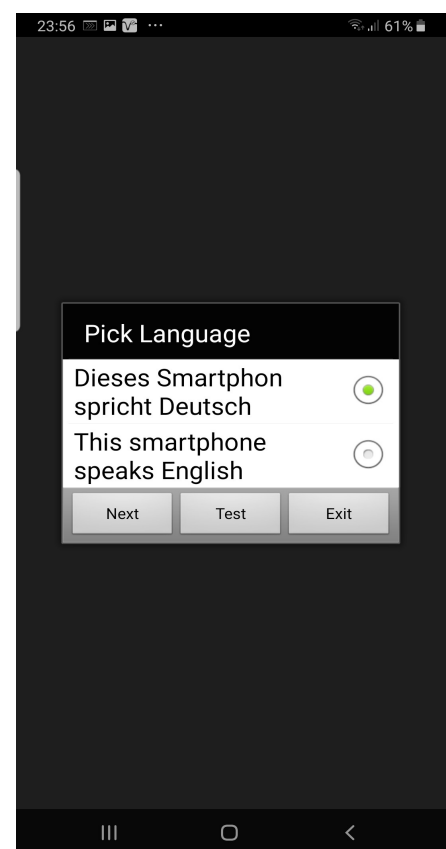 23:56
61%
Pick Language
Dieses Smartphon
spricht Deutsch
This smartphone
speaks English
Next Test Exit